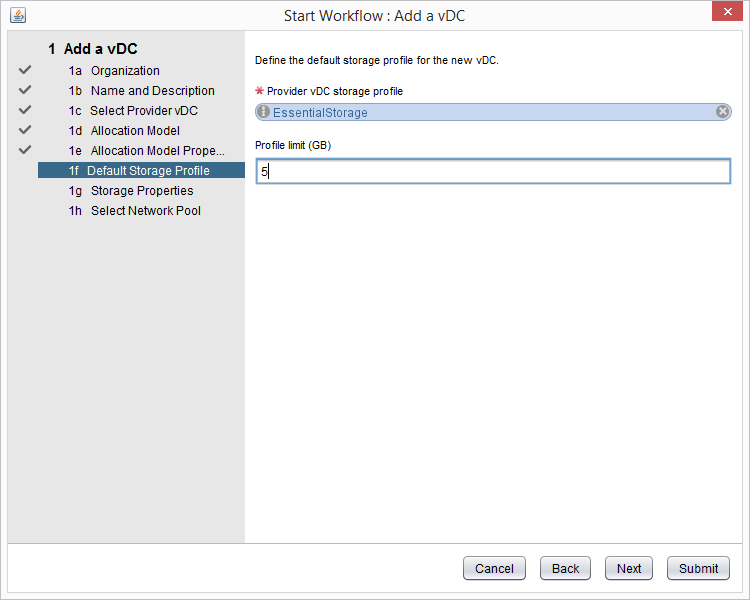 Start Workflow : Add a vDC
1 Add a vDC
1a Organization
1b Name and Description
1c Select Provider vDC
1d Allocation Model
1e Allocation Model Prope...
1f Default Storage Profile
1g Storage Properties
1h Select Network Pool
Define the default storage profile for the new vDC.
* Provider vDC storage profile
EssentialStorage
Profile limit (GB)
5
Cancel Back Next Submit